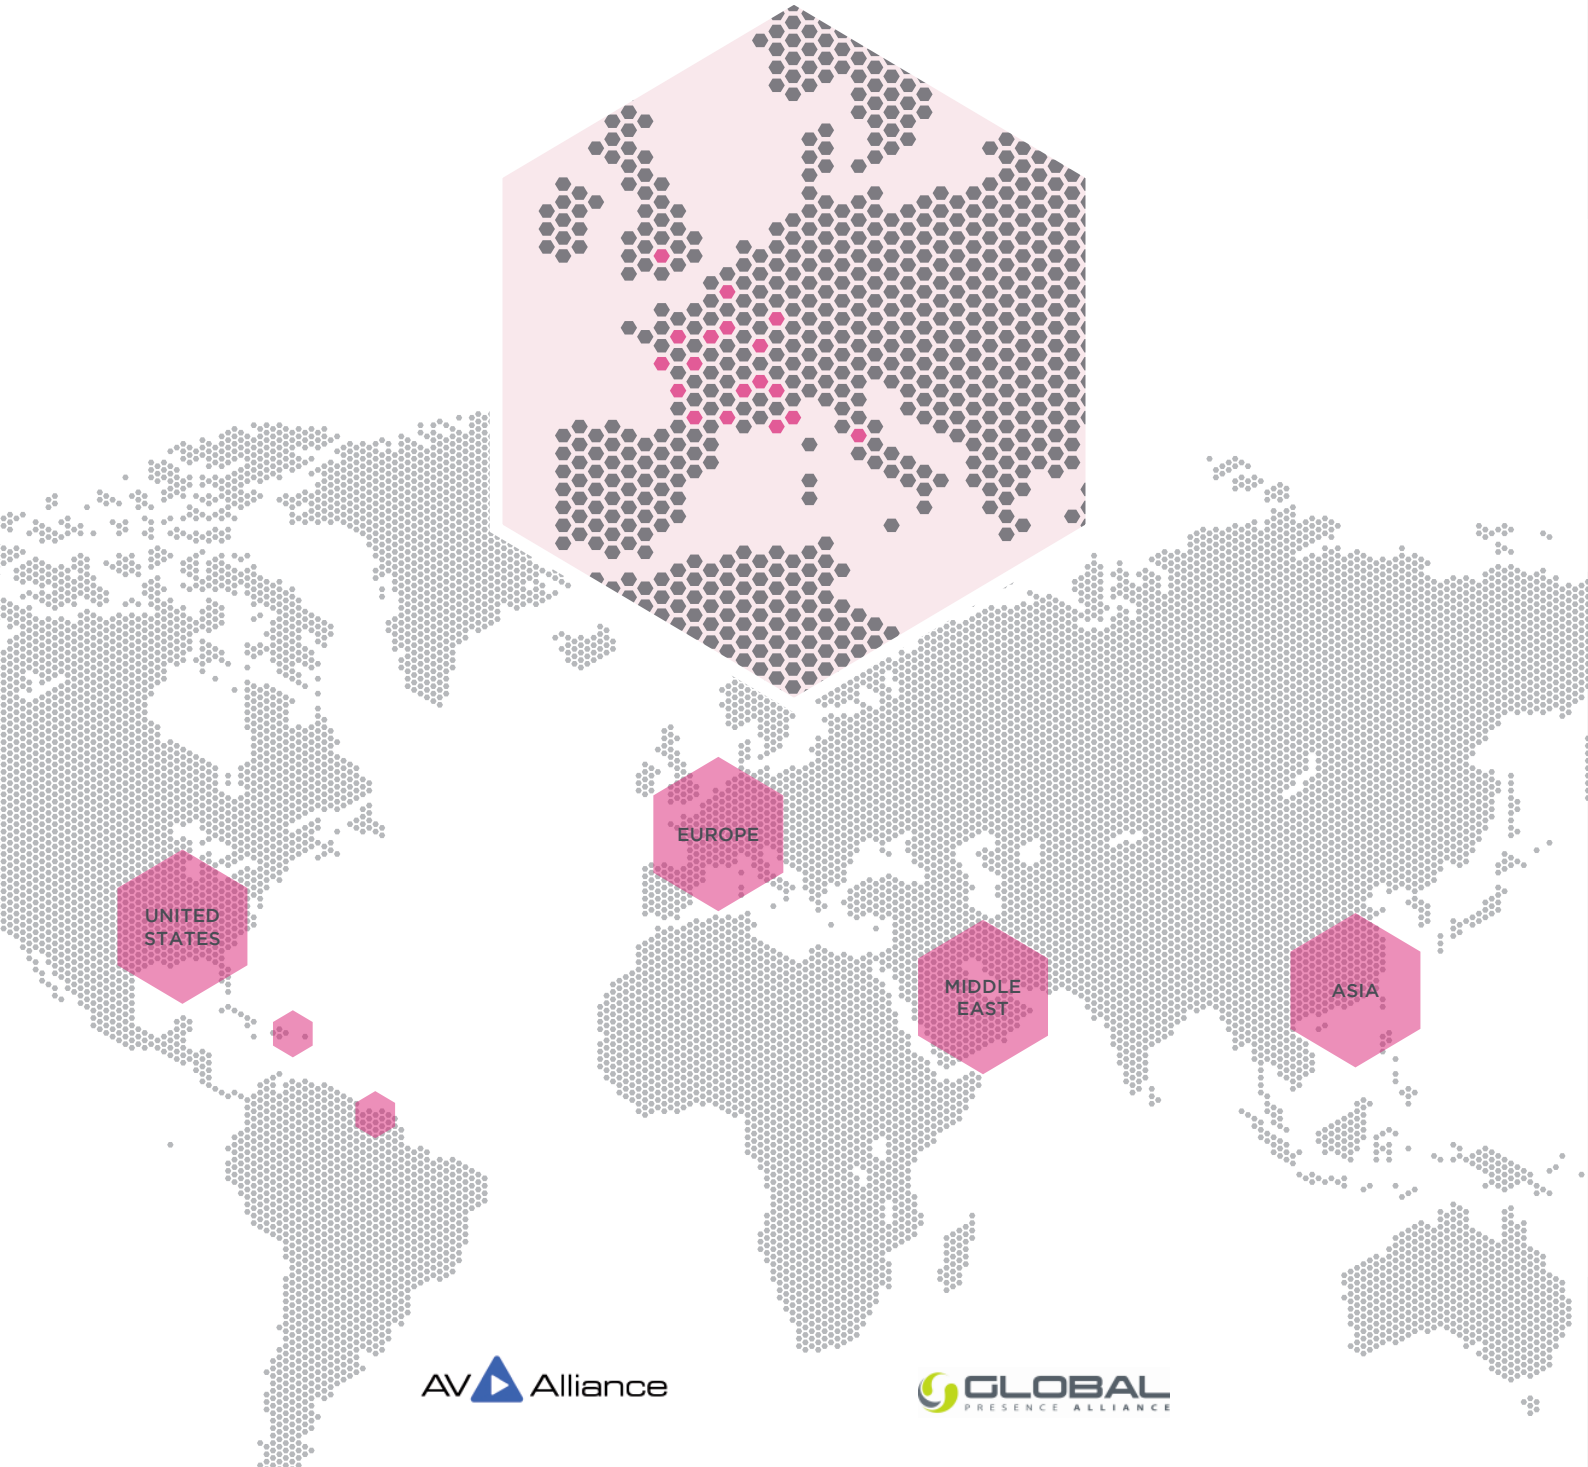 EUROPE
UNITED
STATES
MIDDLE
EAST
ASIA
AV Alliance
GLOBAL
PRESENCE ALLIANCE